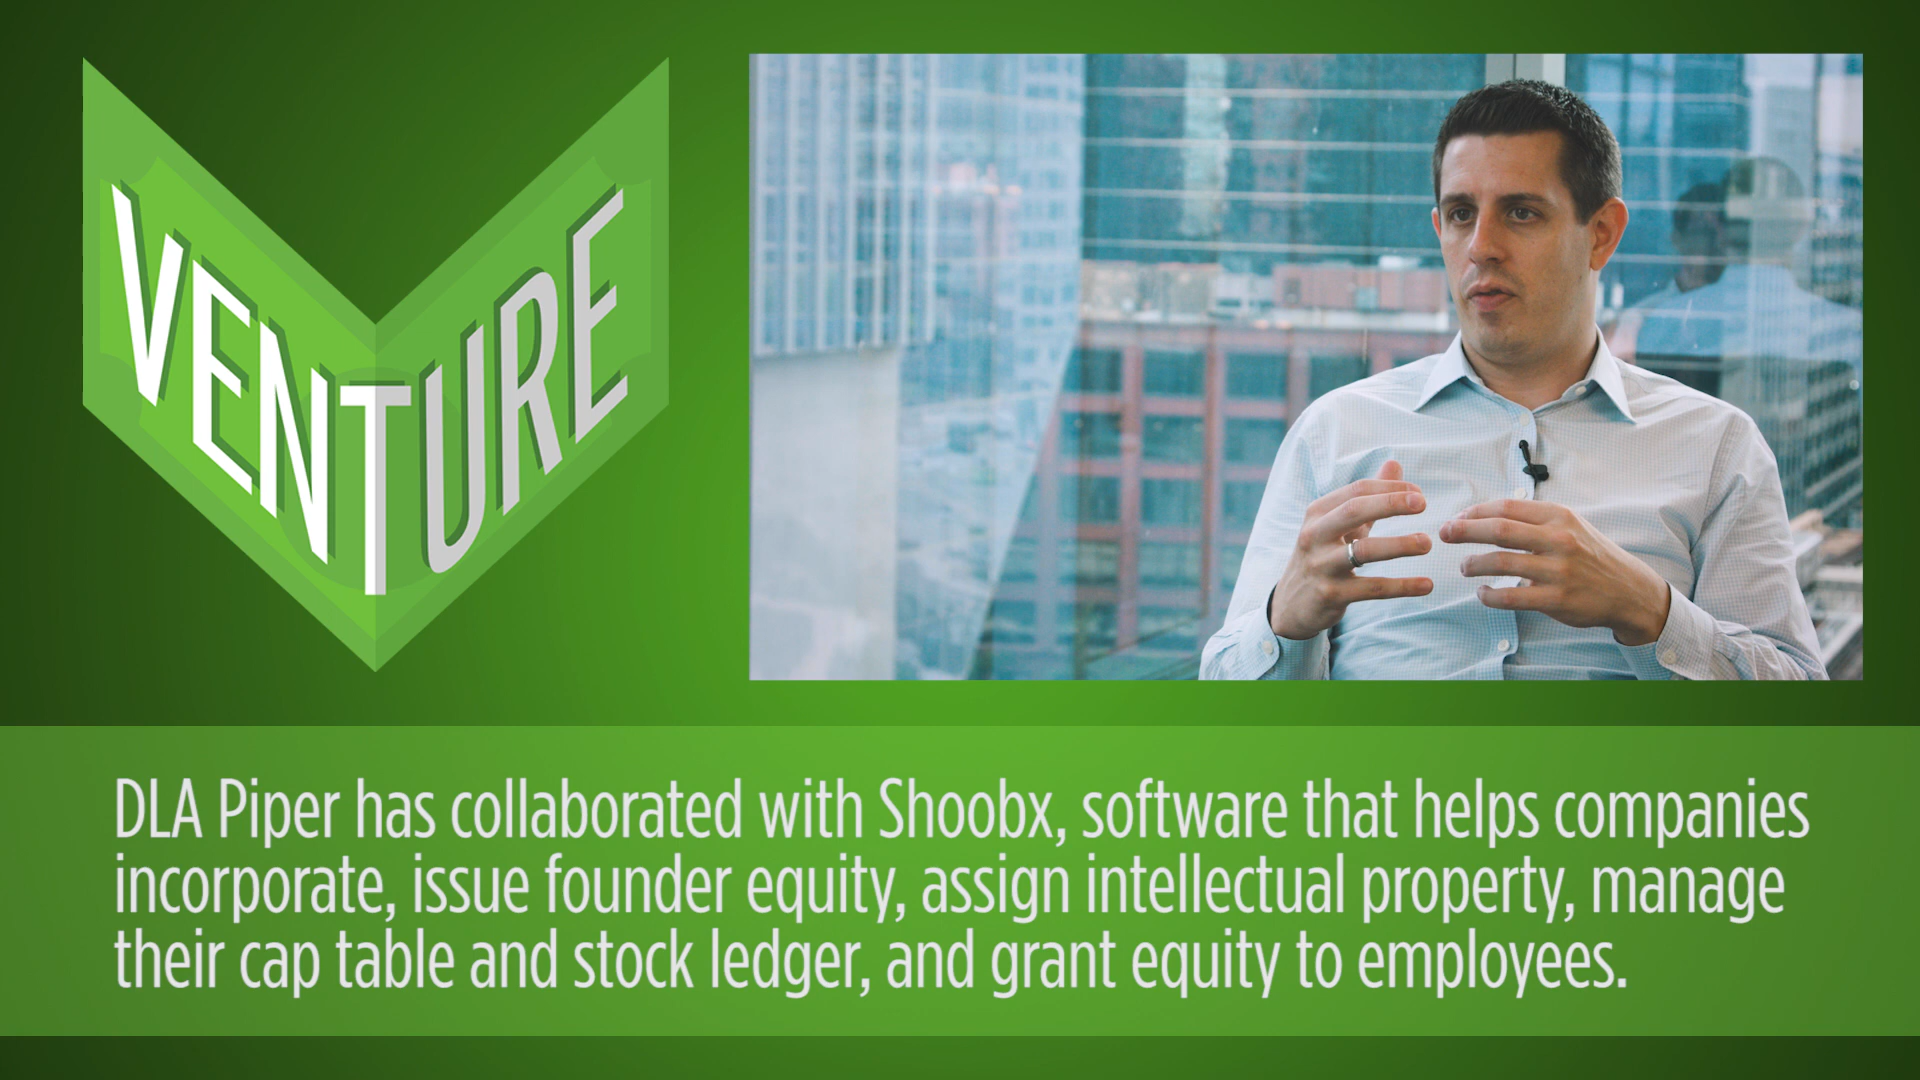 VENTURE
DLA Piper has collaborated with Shoobx, software that helps companies
incorporate, issue founder equity, assign intellectual property, manage
their cap table and stock ledger, and grant equity to employees.